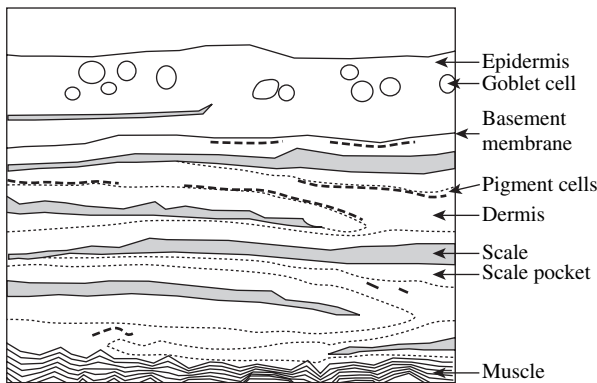 Epidermis
Goblet cell
Basement
membrane
Pigment cells
Dermis
Scale
Scale pocket
Muscle